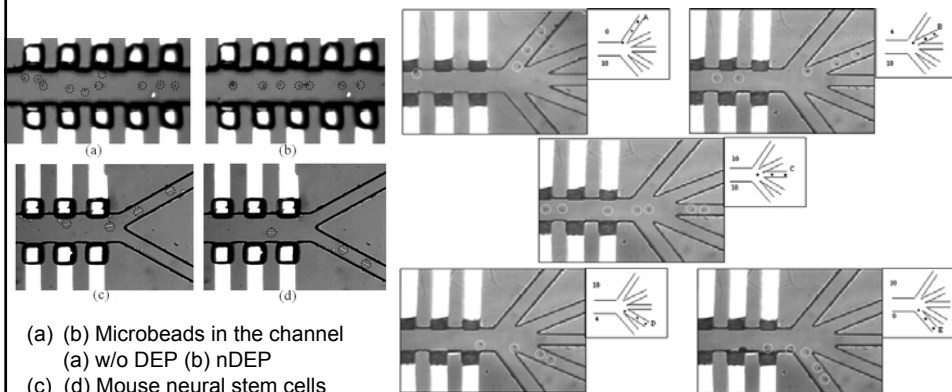 (a)
(b)
(c)
(d)
(a) (b) Microbeads in the channel
(a) w/o DEP (b) nDEP
(c) (d) Mouse neural stem cells
0
A
10
4
B
10
10
C
10
10
D
4
10
E
0